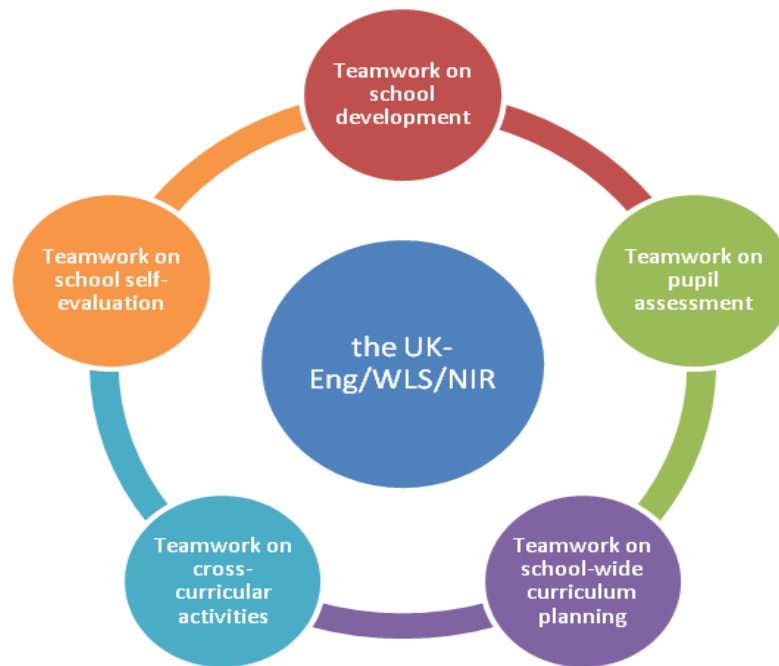 Teamwork on
school
development
Teamwork on
pupil
assessment
Teamwork on
school-wide
curriculum
planning
Teamwork on
cross-
curricular
activities
Teamwork on
school self-
evaluation
the UK-
Eng/WLS/NIR